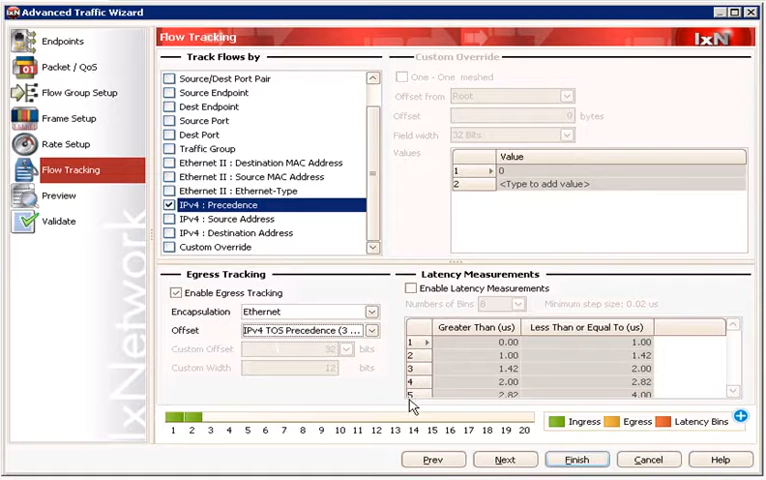 Advanced Traffic Wizard
Endpoints
Packet / QoS
Flow Group Setup
Frame Setup
Rate Setup
Flow Tracking
Preview
Validate
IxNetwork
Flow Tracking
IxN
Track Flows by
Source/Dest Port Pair
Source Endpoint
Dest Endpoint
Source Port
Dest Port
Traffic Group
Ethernet II : Destination MAC Address
Ethernet II : Source MAC Address
Ethernet II : Ethernet-Type
IPv4 : Precedence
IPv4 : Source Address
IPv4 : Destination Address
Custom Override
Custom Override
One - One meshed
Offset from Root
Offset 0 bytes
Field width 32 Bits
Values
Value
1 0
2 <Type to add value>
Egress Tracking
Enable Egress Tracking
Encapsulation Ethernet
Offset IPv4 TOS Precedence (3 ...
Custom Offset 32 bits
Custom Width 12 bits
Latency Measurements
Enable Latency Measurements
Numbers of Bins 8 Minimum step size: 0.02 us
Greater Than (us) Less Than or Equal To (us)
1 0.00 1.00
2 1.00 1.42
3 1.42 2.00
4 2.00 2.82
5 2.82 4.00
1 2 3 4 5 6 7 8 9 10 11 12 13 14 15 16 17 18 19 20
Ingress Egress Latency Bins
Prev Next Finish Cancel Help